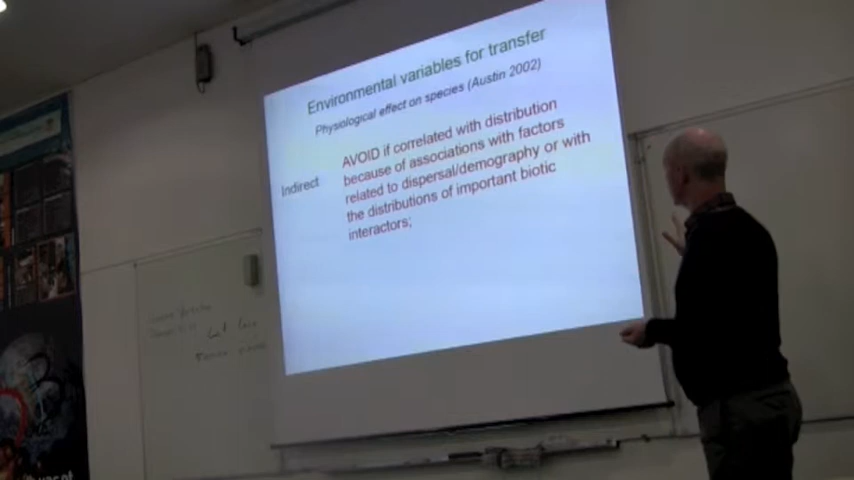 Environmental variables for transfer
Physiological effect on species (Austin 2002)
Indirect
AVOID if correlated with distribution
because of associations with factors
related to dispersal/demography or with
the distributions of important biotic
interactors;